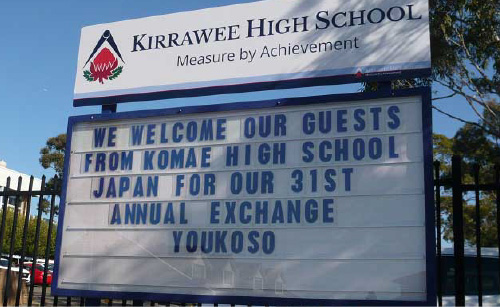 KIRRAWEE HIGH SCHOOL
Measure by Achievement
WE WELCOME OUR GUESTS
FROM KOMAE HIGH SCHOOL
JAPAN FOR OUR 31ST
ANNUAL EXCHANGE
YOUKOSO